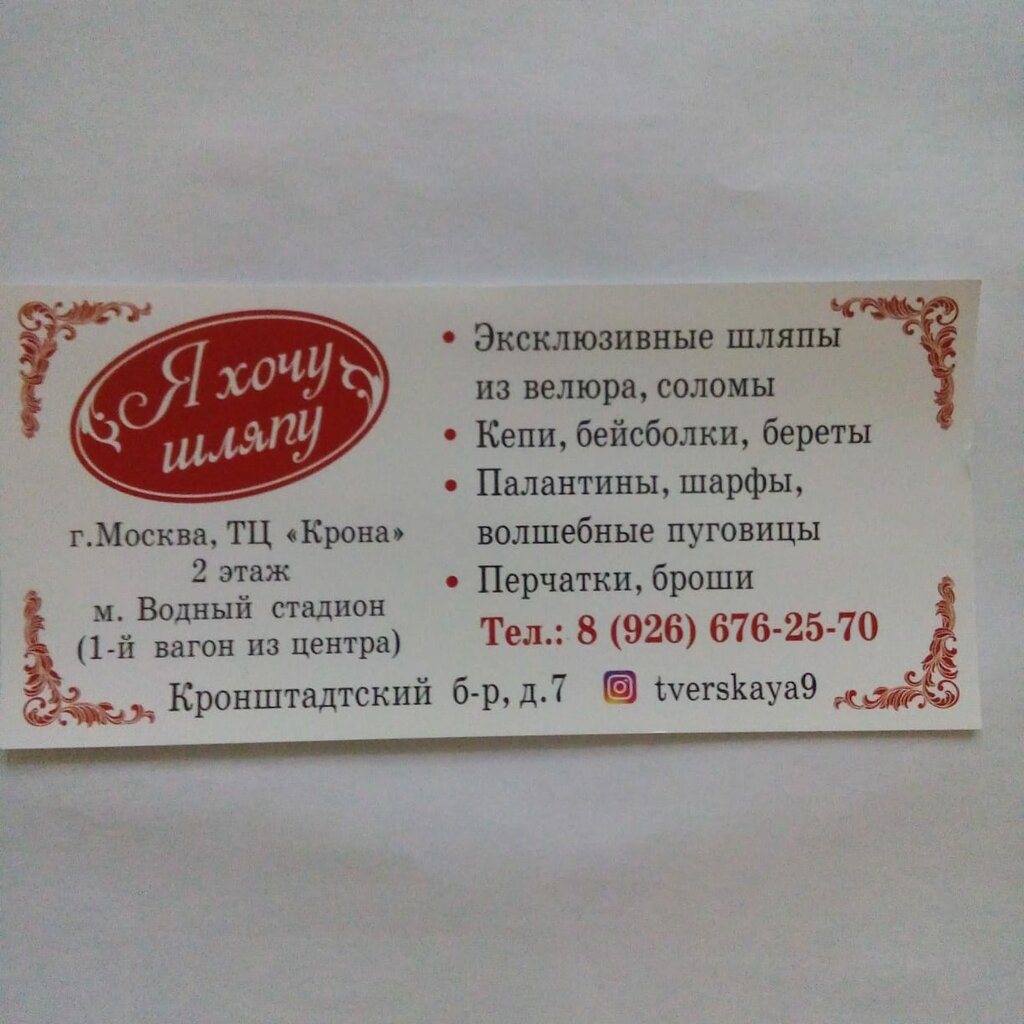 Я хочу
шляпу
г.Москва, ТЦ «Крона»
2 этаж
м. Водный стадион
(1-й вагон из центра)
• Эксклюзивные шляпы
из велюра, соломы
• Кепи, бейсболки, береты
• Палантины, шарфы,
волшебные пуговицы
• Перчатки, броши
Тел.: 8 (926) 676-25-70
Кронштадтский б-р, д.7 tverskaya9